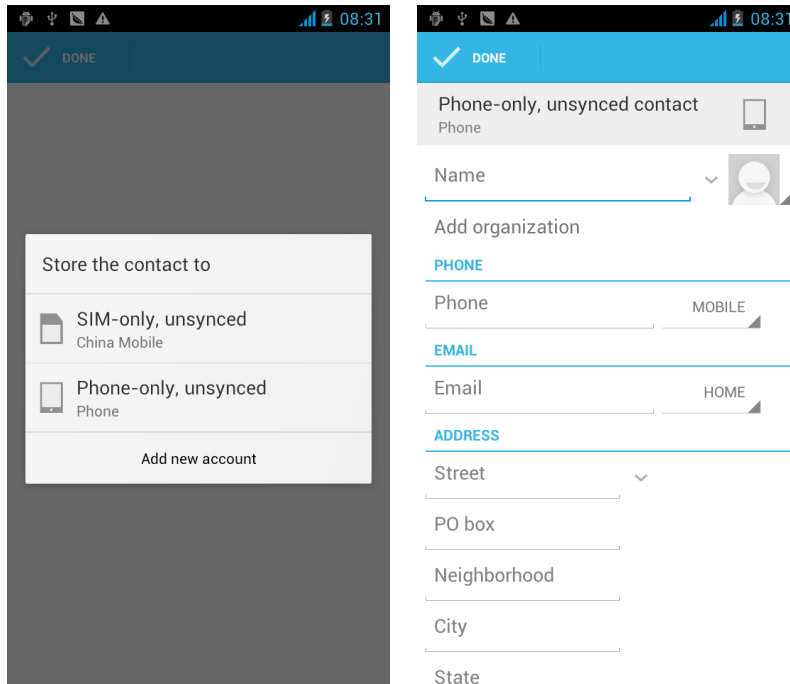 08:31
DONE
Store the contact to
SIM-only, unsynced
China Mobile
Phone-only, unsynced
Phone
Add new account
08:31
DONE
Phone-only, unsynced contact
Phone
Name
Add organization
PHONE
Phone MOBILE
EMAIL
Email HOME
ADDRESS
Street
PO box
Neighborhood
City
State